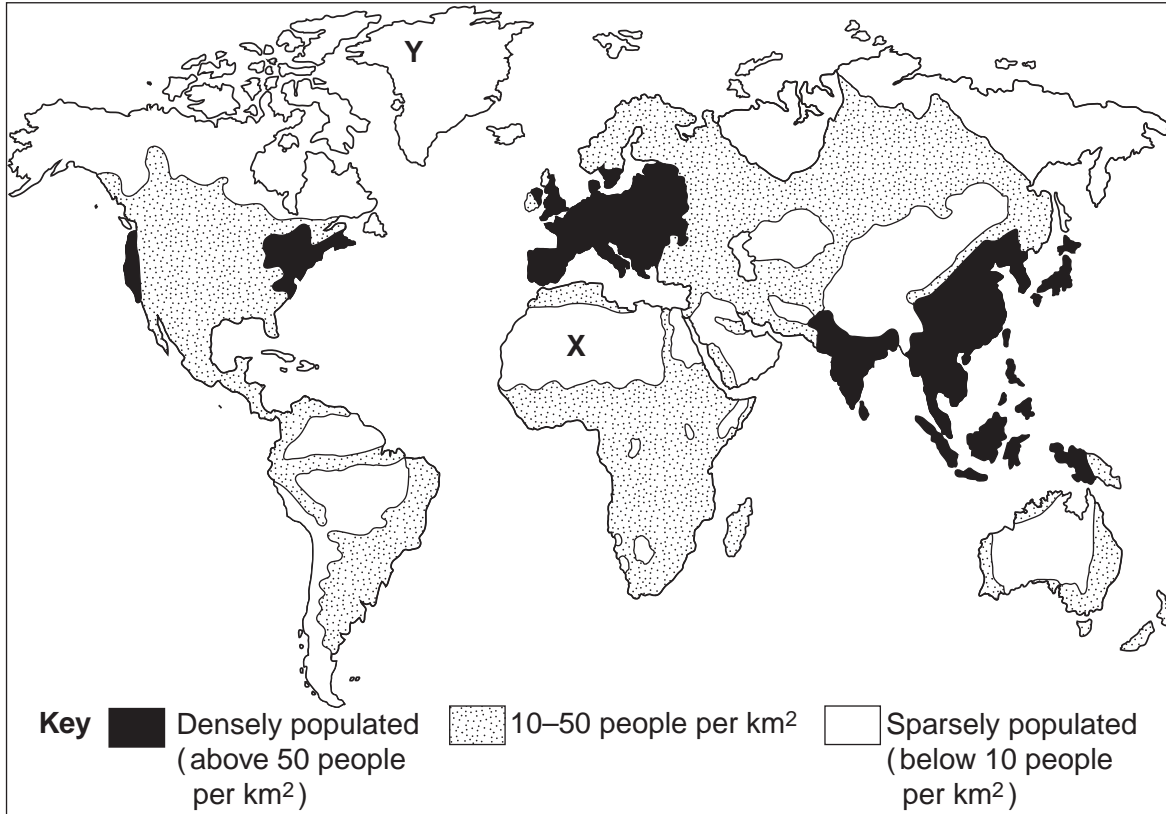 Y
X
Key
Densely populated
(above 50 people
per km²)
10–50 people per km²
Sparsely populated
(below 10 people
per km²)